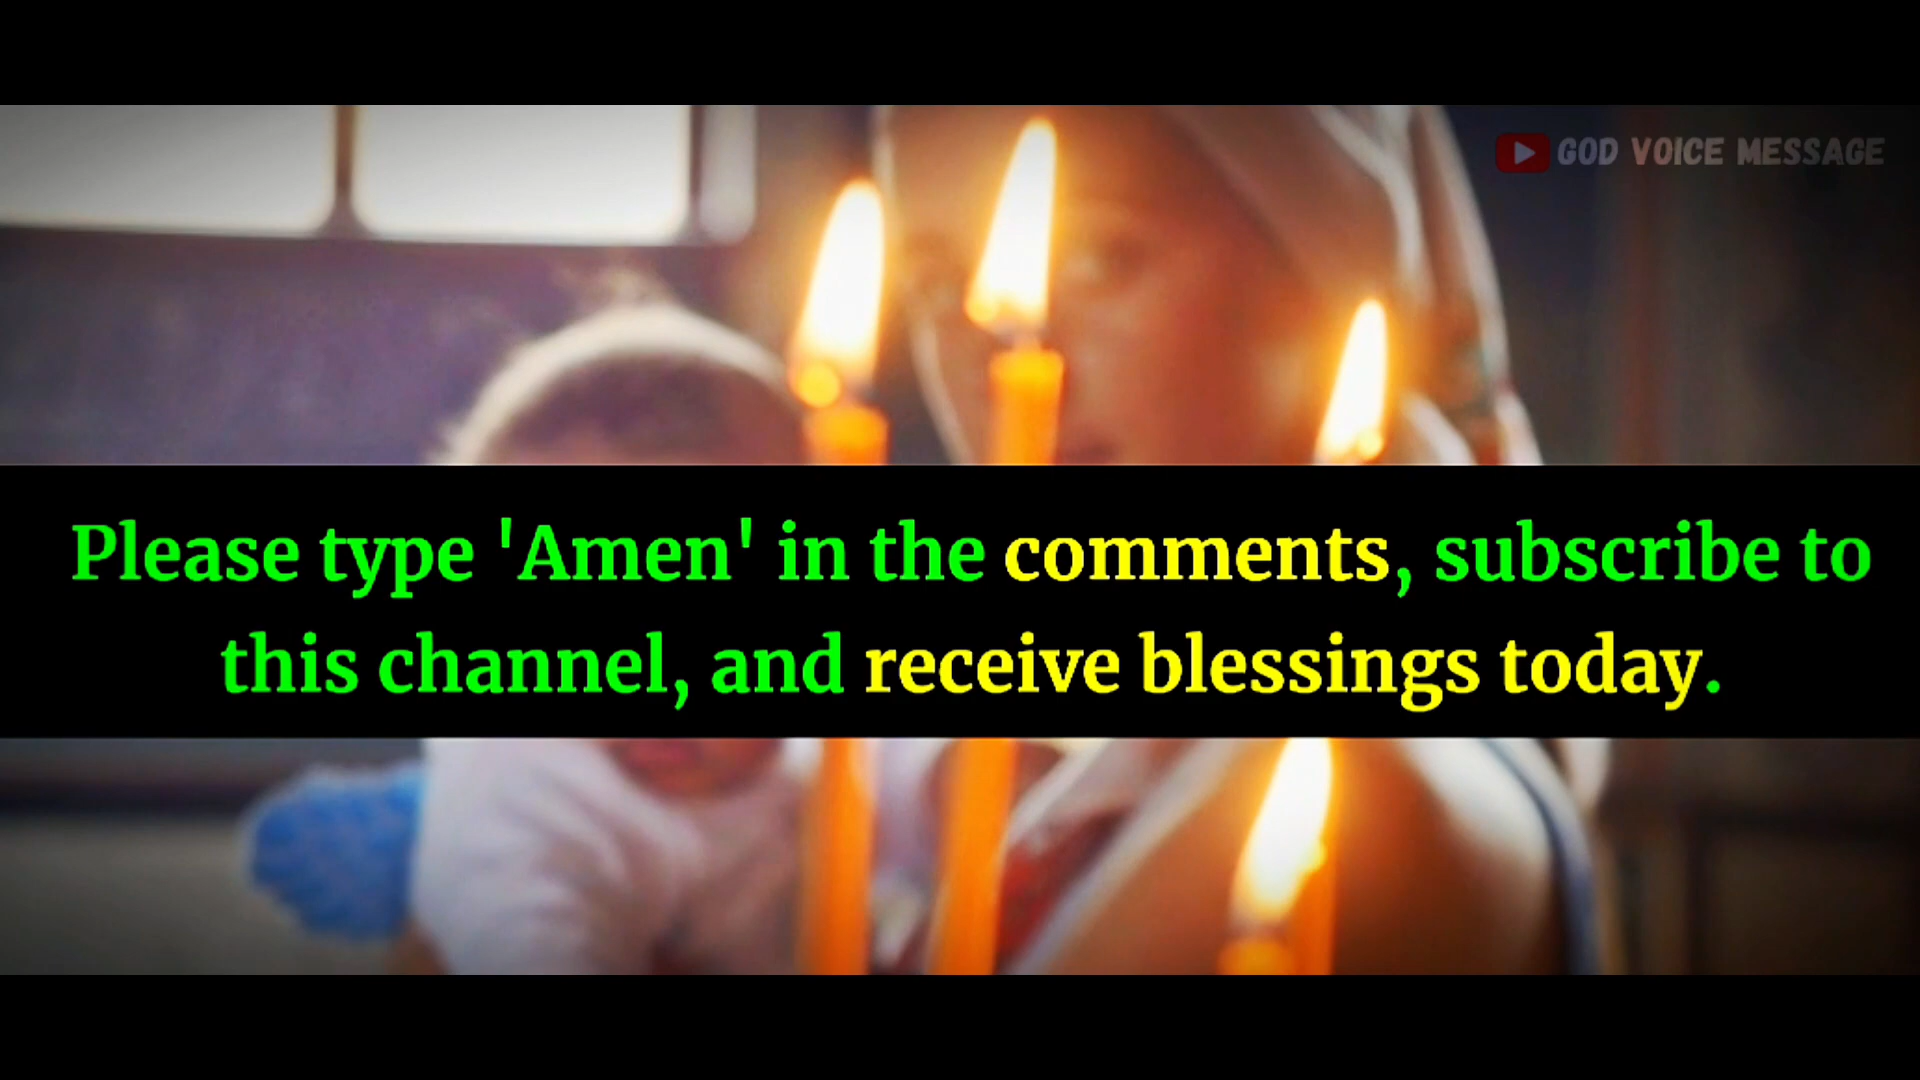 GOD VOICE MESSAGE
Please type 'Amen' in the comments, subscribe to
this channel, and receive blessings today.